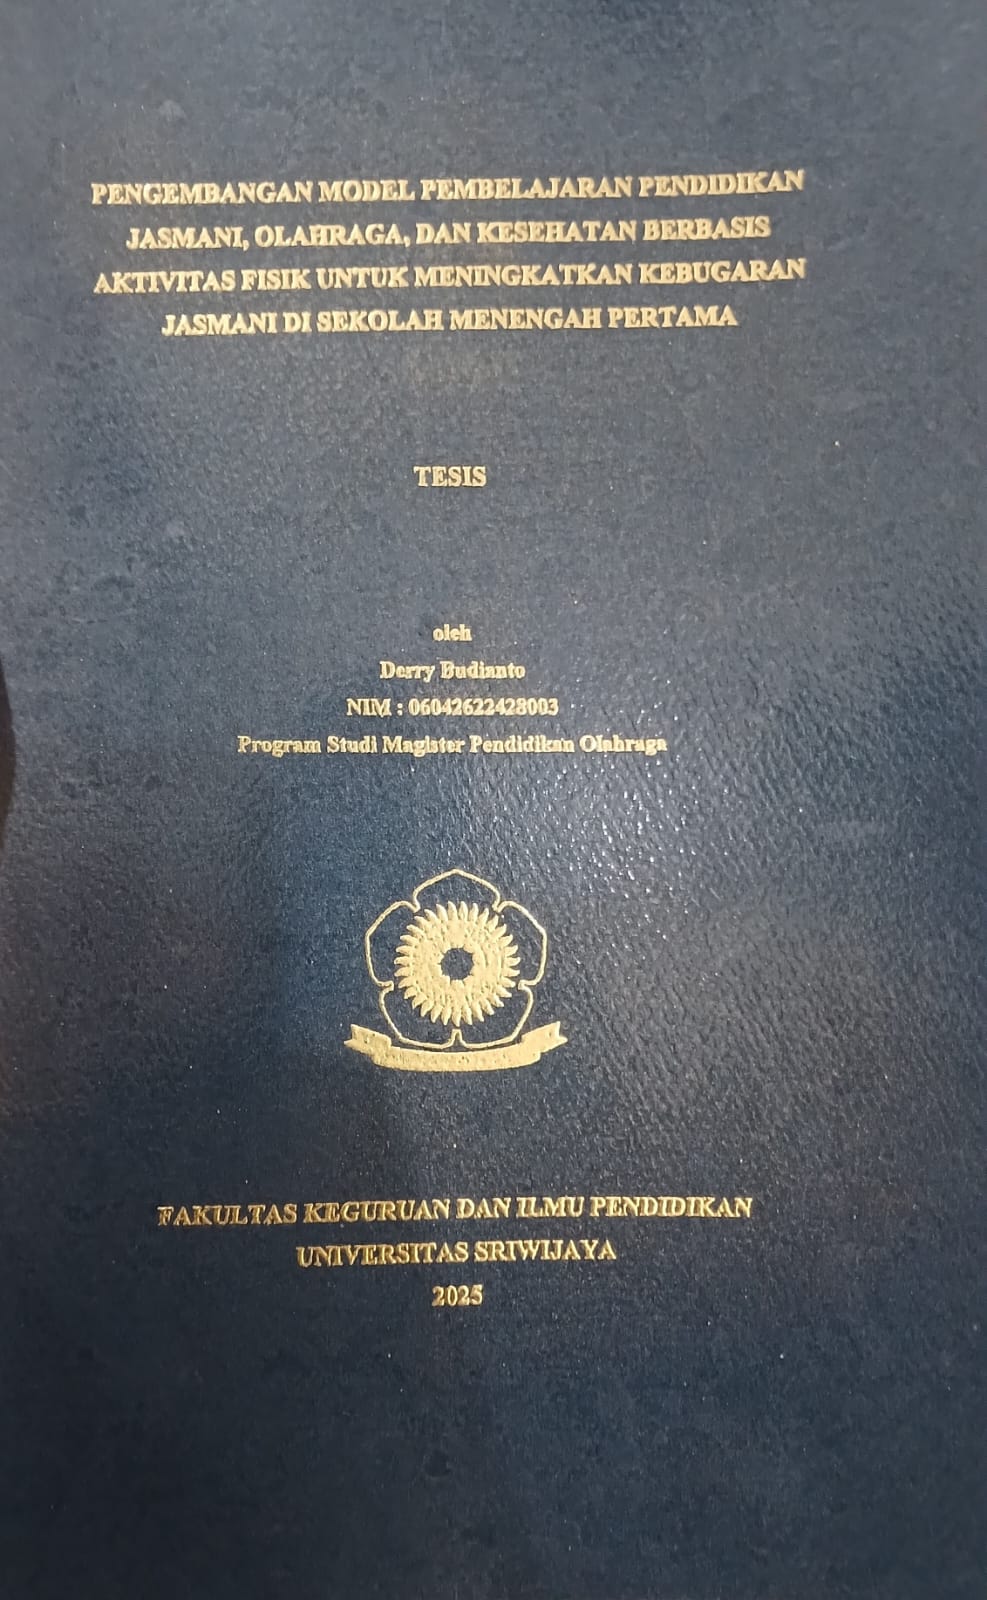 PENGEMBANGAN MODEL PEMBELAJARAN PENDIDIKAN
JASMANI, OLAHRAGA, DAN KESEHATAN BERBASIS
AKTIVITAS FISIK UNTUK MENINGKATKAN KEBUGARAN
JASMANI DI SEKOLAH MENENGAH PERTAMA
TESIS
oleh
Derry Budianto
NIM : 06042622428003
Program Studi Magister Pendidikan Olahraga
FAKULTAS KEGURUAN DAN ILMU PENDIDIKAN
UNIVERSITAS SRIWIJAYA
2025